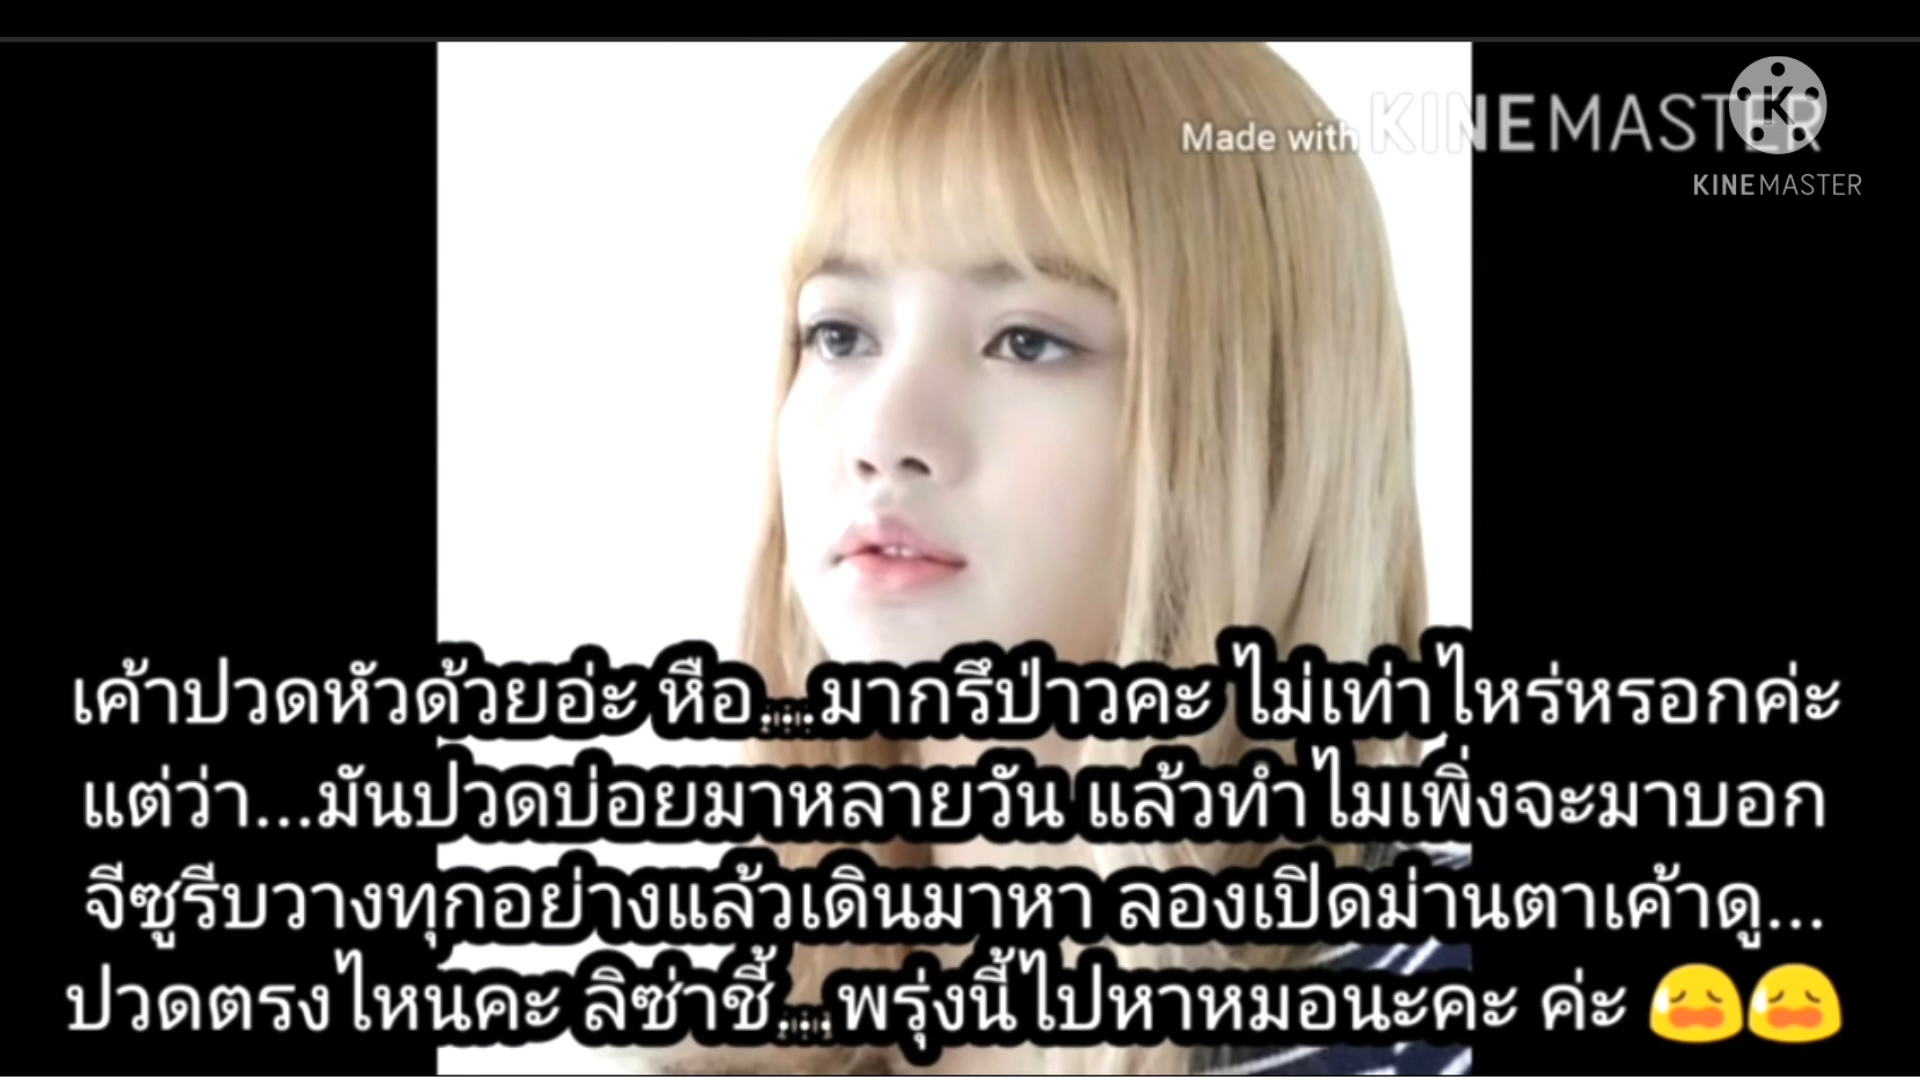 Made with KINEMASTER
KINEMASTER
เค้าปวดหัวด้วยอ่ะ หือ...มากรึป่าวคะ ไม่เท่าไหร่หรอกค่ะ
แต่ว่า...มันปวดบ่อยมาหลายวัน แล้วทำไมเพิ่งจะมาบอก
จีซูรีบวางทุกอย่างแล้วเดินมาหา ลองเปิดม่านตาเค้าดู...
ปวดตรงไหนคะ ลิซ่าชี้...พรุ่งนี้ไปหาหมอนะคะ ค่ะ 😥😥